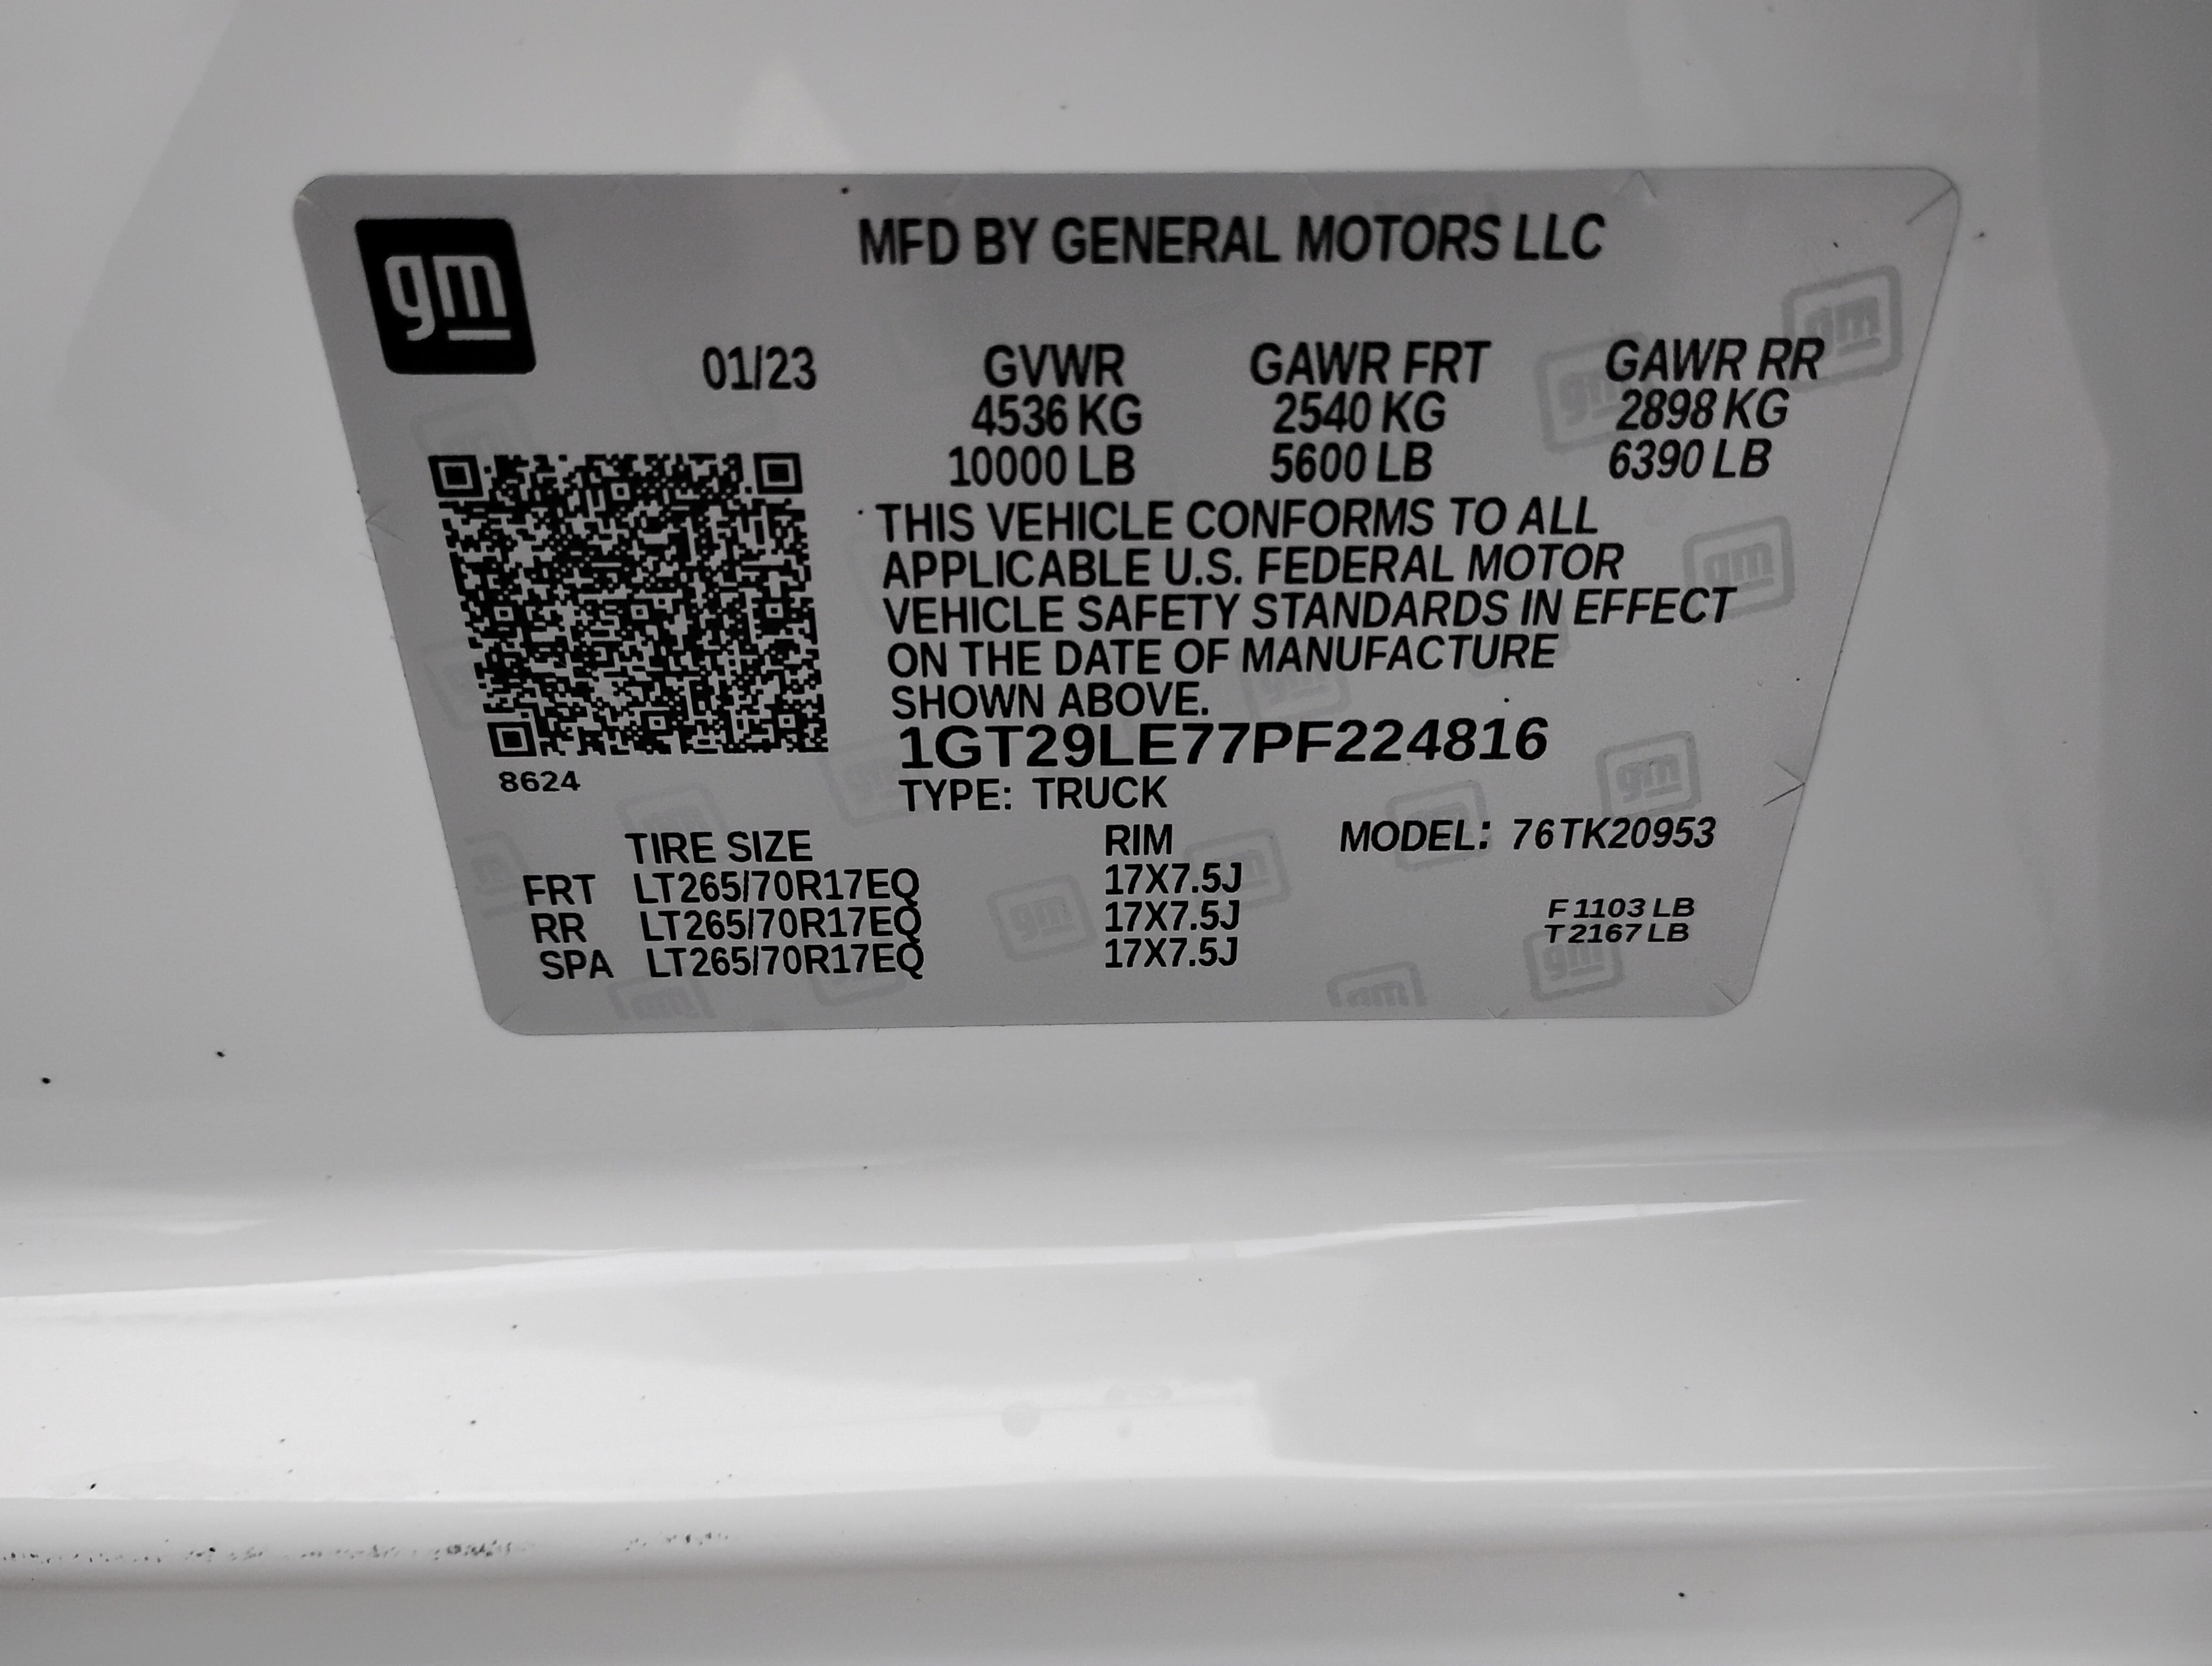 gm
MFD BY GENERAL MOTORS LLC
01/23 GVWR GAWR FRT GAWR RR
4536 KG 2540 KG 2898 KG
10000 LB 5600 LB 6390 LB
THIS VEHICLE CONFORMS TO ALL
APPLICABLE U.S. FEDERAL MOTOR
VEHICLE SAFETY STANDARDS IN EFFECT
ON THE DATE OF MANUFACTURE
SHOWN ABOVE.
1GT29LE77PF224816
8624
TYPE: TRUCK
TIRE SIZE RIM MODEL: 76TK20953
FRT LT265/70R17EQ 17X7.5J
RR LT265/70R17EQ 17X7.5J
SPA LT265/70R17EQ 17X7.5J
F 1103 LB
T 2167 LB